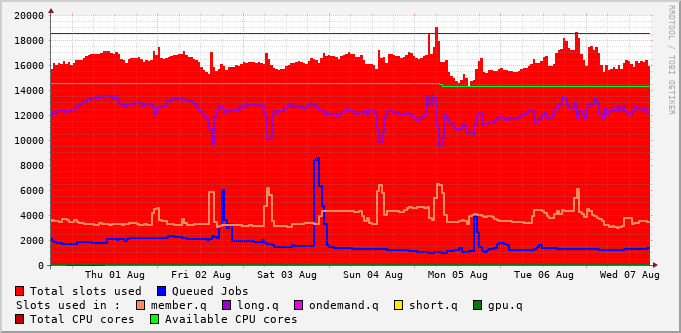 20000
18000
16000
14000
12000
10000
8000
6000
4000
2000
0
Thu 01 Aug Fri 02 Aug Sat 03 Aug Sun 04 Aug Mon 05 Aug Tue 06 Aug Wed 07 Aug
RRDTOOL / TOBI OETIKER
Total slots used Queued Jobs
Slots used in : member.q long.q ondemand.q short.q gpu.q
Total CPU cores Available CPU cores